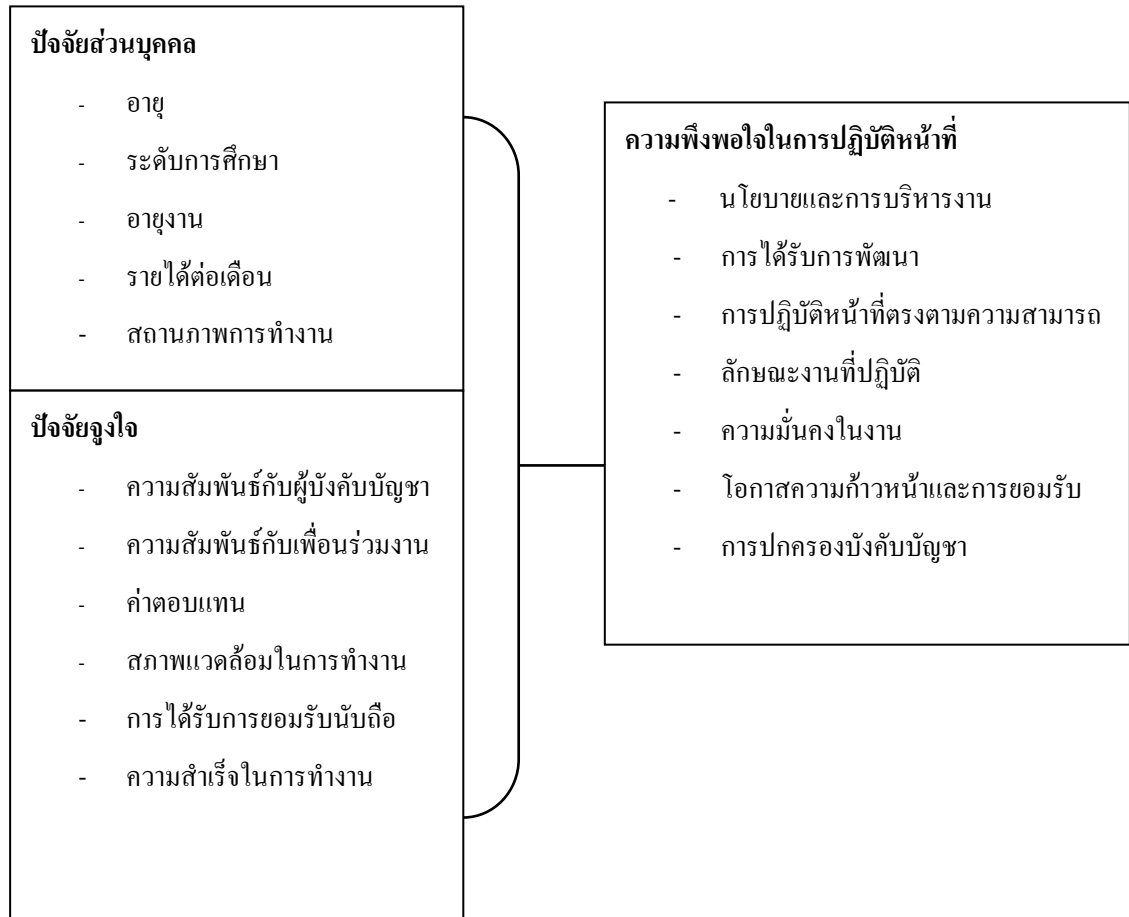 ปัจจัยส่วนบุคคล
- อายุ
- ระดับการศึกษา
- อายุงาน
- รายได้ต่อเดือน
- สถานภาพการทำงาน
ปัจจัยจูงใจ
- ความสัมพันธ์กับผู้บังคับบัญชา
- ความสัมพันธ์กับเพื่อนร่วมงาน
- ค่าตอบแทน
- สภาพแวดล้อมในการทำงาน
- การได้รับการยอมรับนับถือ
- ความสำเร็จในการทำงาน
ความพึงพอใจในการปฏิบัติหน้าที่
- นโยบายและการบริหารงาน
- การได้รับการพัฒนา
- การปฏิบัติหน้าที่ตรงตามความสามารถ
- ลักษณะงานที่ปฏิบัติ
- ความมั่นคงในงาน
- โอกาสความก้าวหน้าและการยอมรับ
- การปกครองบังคับบัญชา